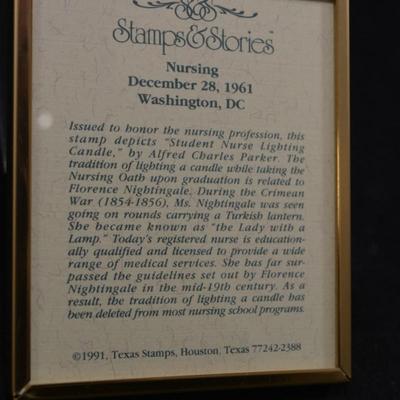 Stamps & Stories™
Nursing
December 28, 1961
Washington, DC
Issued to honor the nursing profession, this
stamp depicts "Student Nurse Lighting
Candle," by Alfred Charles Parker. The
tradition of lighting a candle while taking the
Nursing Oath upon graduation is related to
Florence Nightingale. During the Crimean
War (1854-1856), Ms. Nightingale was seen
going on rounds carrying a Turkish lantern.
She became known as "the Lady with a
Lamp." Today's registered nurse is education-
ally qualified and licensed to provide a wide
range of medical services. She has far sur-
passed the guidelines set out by Florence
Nightingale in the mid-19th century. As a
result, the tradition of lighting a candle has
been deleted from most nursing school programs.
©1991, Texas Stamps, Houston, Texas 77242-2388